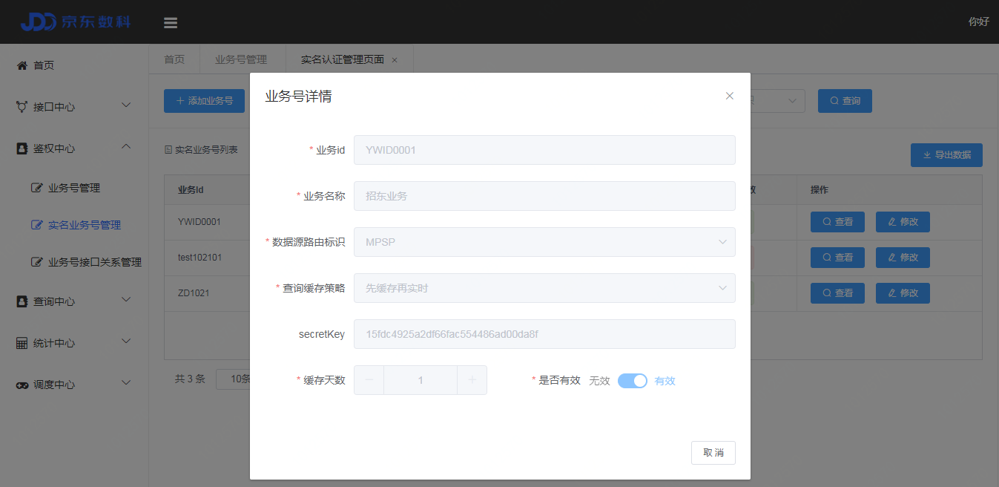 JDD 京东数科
你好
首页
接口中心
鉴权中心
业务号管理
实名业务号管理
业务号接口关系管理
查询中心
统计中心
调度中心
首页 业务号管理 实名认证管理页面
添加业务号 查询
实名业务号列表 导出数据
业务Id 效 操作
YWID0001 查看 修改
test102101 查看 修改
ZD1021 查看 修改
共 3 条 10条
业务号详情
* 业务id YWID0001
* 业务名称 招东业务
* 数据源路由标识 MPSP
* 查询缓存策略 先缓存再实时
secretKey 15fdc4925a2df66fac554486ad00da8f
* 缓存天数 1 * 是否有效 无效 有效
取 消